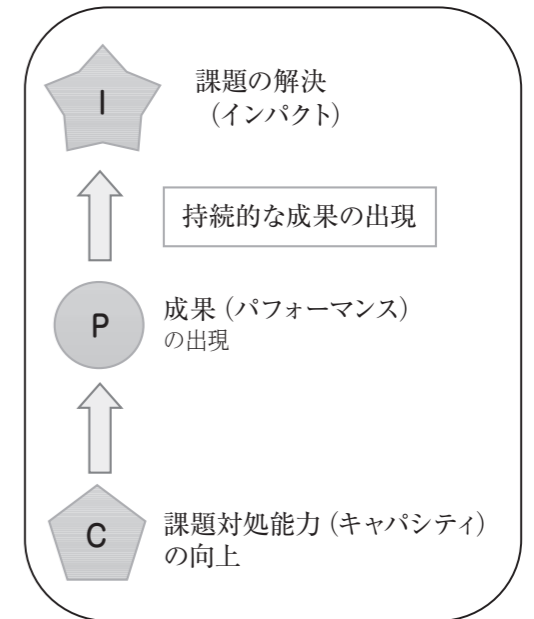 I
課題の解決
(インパクト)
持続的な成果の出現
P
成果 (パフォーマンス)
の出現
C
課題対処能力 (キャパシティ)
の向上